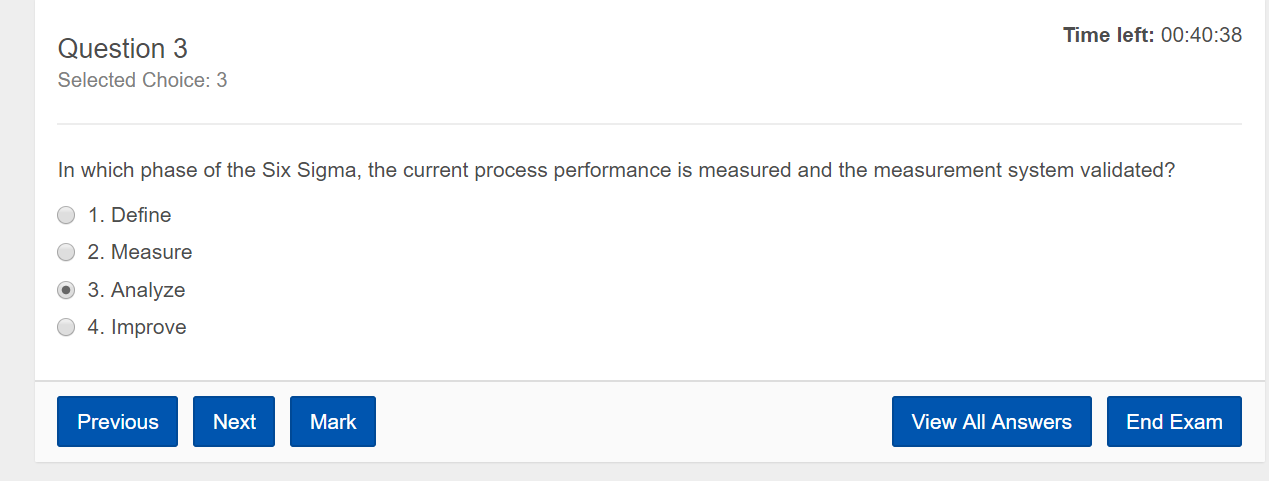 Question 3
Time left: 00:40:38
Selected Choice: 3
In which phase of the Six Sigma, the current process performance is measured and the measurement system validated?
1. Define
2. Measure
3. Analyze
4. Improve
Previous Next Mark View All Answers End Exam